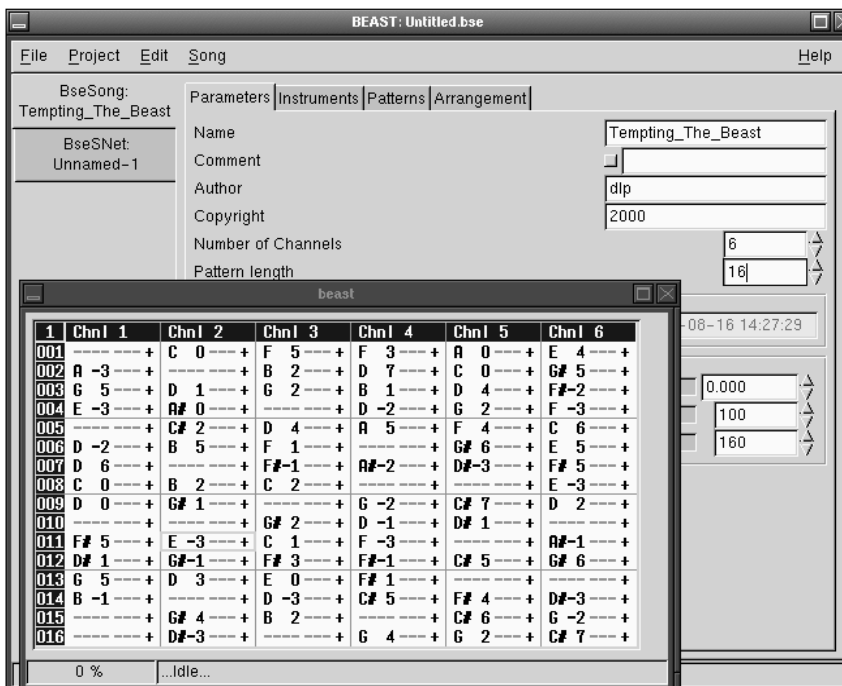 BEAST: Untitled.bse
File Project Edit Song Help
BseSong:
Tempting_The_Beast
BseSNet:
Unnamed-1
Parameters Instruments Patterns Arrangement
Name Tempting_The_Beast
Comment
Author dlp
Copyright 2000
Number of Channels 6
Pattern length 16
-08-16 14:27:29
0.000
100
160
beast
1 Chnl 1 Chnl 2 Chnl 3 Chnl 4 Chnl 5 Chnl 6
001 ---- --- + C 0 --- + F 5 --- + F 3 --- + A 0 --- + E 4 --- +
002 A -3 --- + ---- --- + B 2 --- + D 7 --- + C 0 --- + G# 5 --- +
003 G 5 --- + D 1 --- + G 2 --- + B 1 --- + D 4 --- + F#-2 --- +
004 E -3 --- + A# 0 --- + ---- --- + D -2 --- + G 2 --- + F -3 --- +
005 ---- --- + C# 2 --- + D 4 --- + A 5 --- + F 4 --- + C 6 --- +
006 D -2 --- + B 5 --- + F 1 --- + ---- --- + G# 6 --- + E 5 --- +
007 D 6 --- + ---- --- + F#-1 --- + A#-2 --- + D#-3 --- + F# 5 --- +
008 C 0 --- + B 2 --- + C 2 --- + ---- --- + ---- --- + E -3 --- +
009 D 0 --- + G# 1 --- + ---- --- + G -2 --- + C# 7 --- + D 2 --- +
010 ---- --- + ---- --- + G# 2 --- + D -1 --- + D# 1 --- + ---- --- +
011 F# 5 --- + E -3 --- + C 1 --- + F -3 --- + ---- --- + A#-1 --- +
012 D# 1 --- + G#-1 --- + F# 3 --- + F#-1 --- + C# 5 --- + G# 6 --- +
013 G 5 --- + D 3 --- + E 0 --- + F# 1 --- + ---- --- + ---- --- +
014 B -1 --- + ---- --- + D -3 --- + C# 5 --- + F# 4 --- + D#-3 --- +
015 ---- --- + G# 4 --- + B 2 --- + ---- --- + C# 6 --- + G -2 --- +
016 ---- --- + D#-3 --- + ---- --- + G 4 --- + G 2 --- + C# 7 --- +
0 % ...Idle...